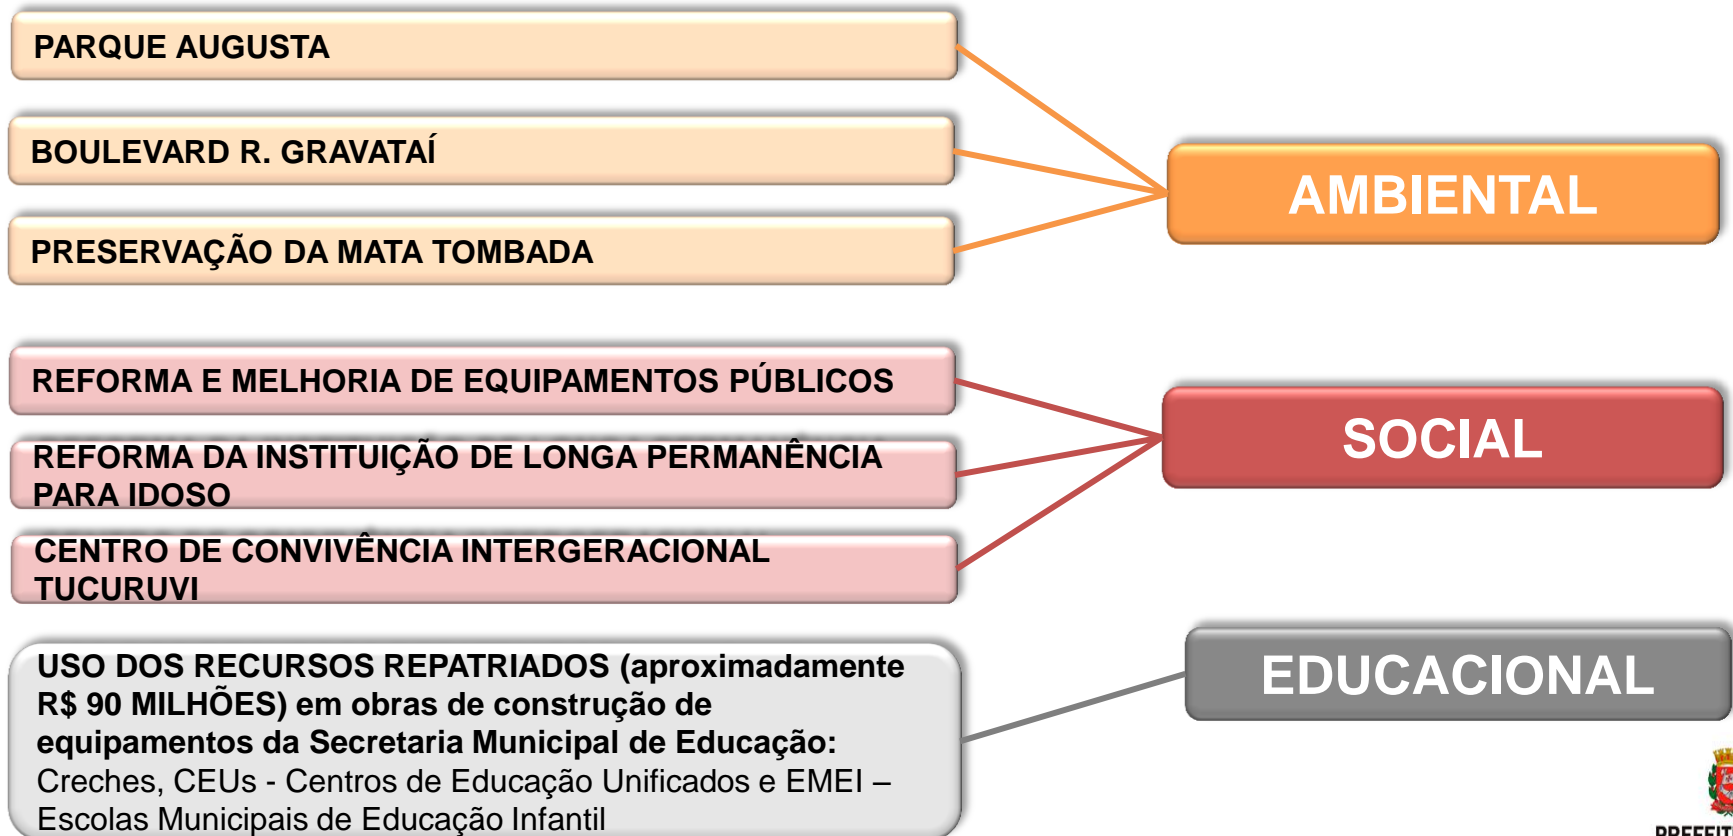 PARQUE AUGUSTA
BOULEVARD R. GRAVATAÍ
PRESERVAÇÃO DA MATA TOMBADA
AMBIENTAL
REFORMA E MELHORIA DE EQUIPAMENTOS PÚBLICOS
REFORMA DA INSTITUIÇÃO DE LONGA PERMANÊNCIA
PARA IDOSO
CENTRO DE CONVIVÊNCIA INTERGERACIONAL
TUCURUVI
SOCIAL
USO DOS RECURSOS REPATRIADOS (aproximadamente
R$ 90 MILHÕES) em obras de construção de
equipamentos da Secretaria Municipal de Educação:
Creches, CEUs - Centros de Educação Unificados e EMEI –
Escolas Municipais de Educação Infantil
EDUCACIONAL